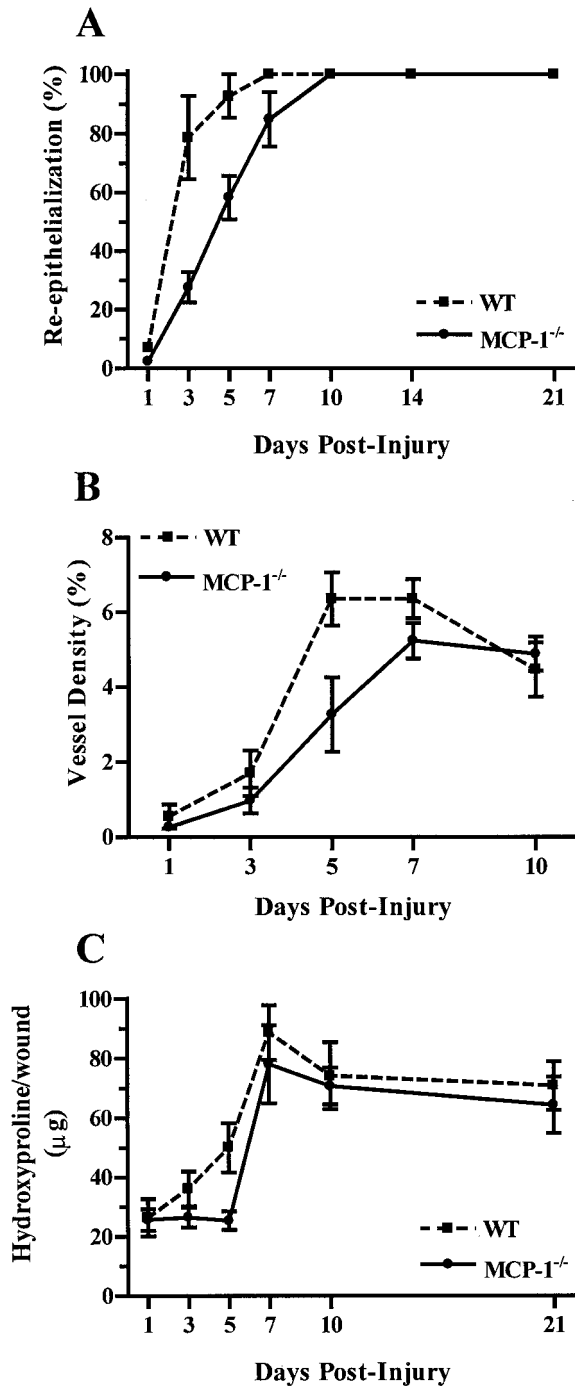 A
Re-epithelialization (%)
100
80
60
40
20
0
WT
MCP-1-/-
1 3 5 7 10 14 21
Days Post-Injury
B
Vessel Density (%)
8
6
4
2
0
WT
MCP-1-/-
1 3 5 7 10
Days Post-Injury
C
Hydroxyproline/wound
(μg)
100
80
60
40
20
0
WT
MCP-1-/-
1 3 5 7 10 21
Days Post-Injury